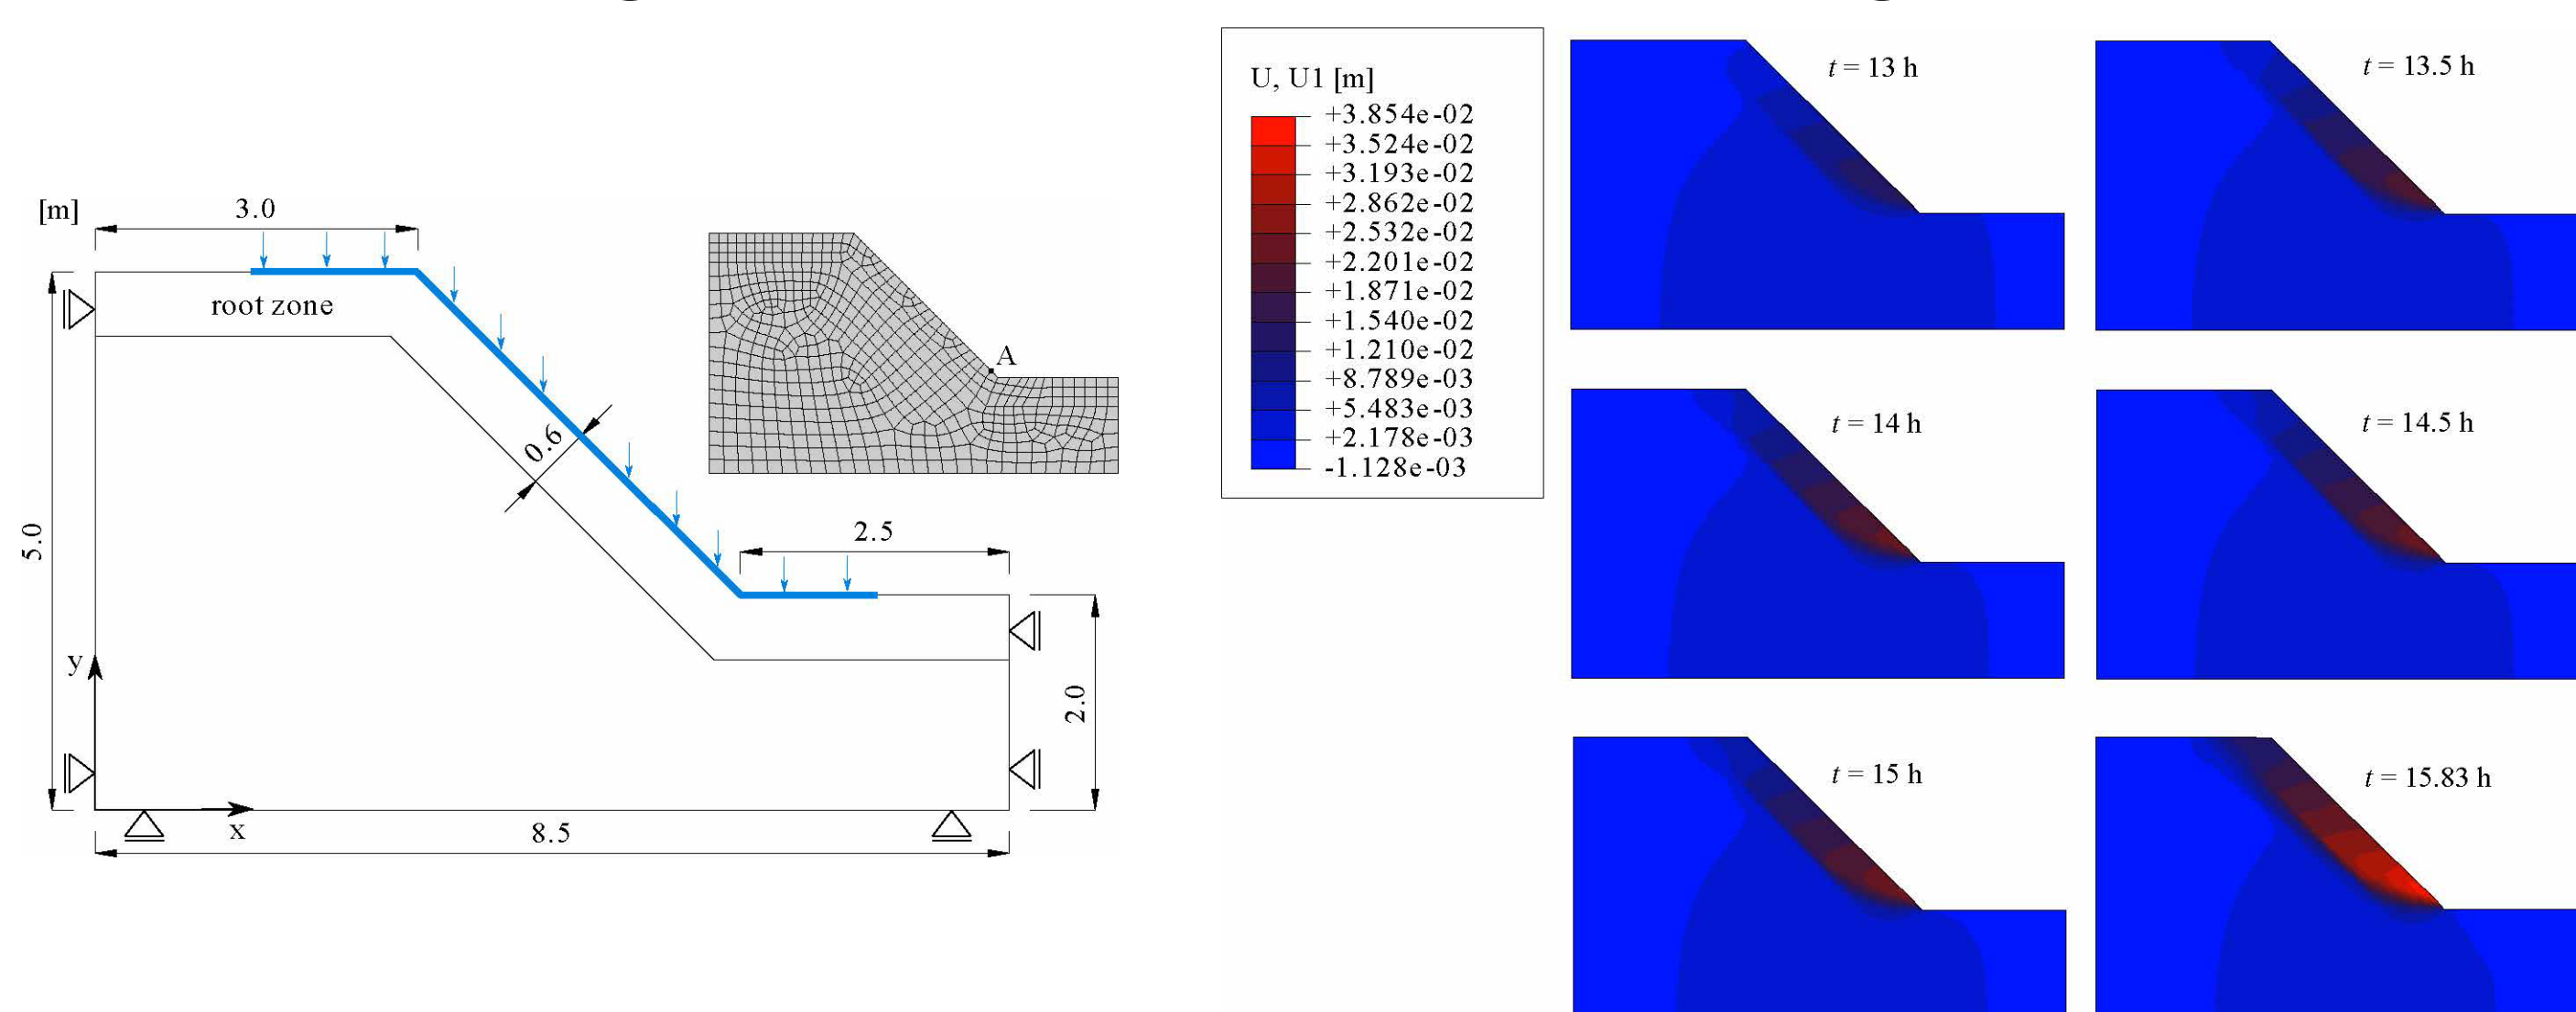 [m]
3.0
root zone
0.6
5.0
2.5
2.0
y
x
8.5
A
U, U1 [m]
+3.854e-02
+3.524e-02
+3.193e-02
+2.862e-02
+2.532e-02
+2.201e-02
+1.871e-02
+1.540e-02
+1.210e-02
+8.789e-03
+5.483e-03
+2.178e-03
-1.128e-03
t = 13 h
t = 13.5 h
t = 14 h
t = 14.5 h
t = 15 h
t = 15.83 h